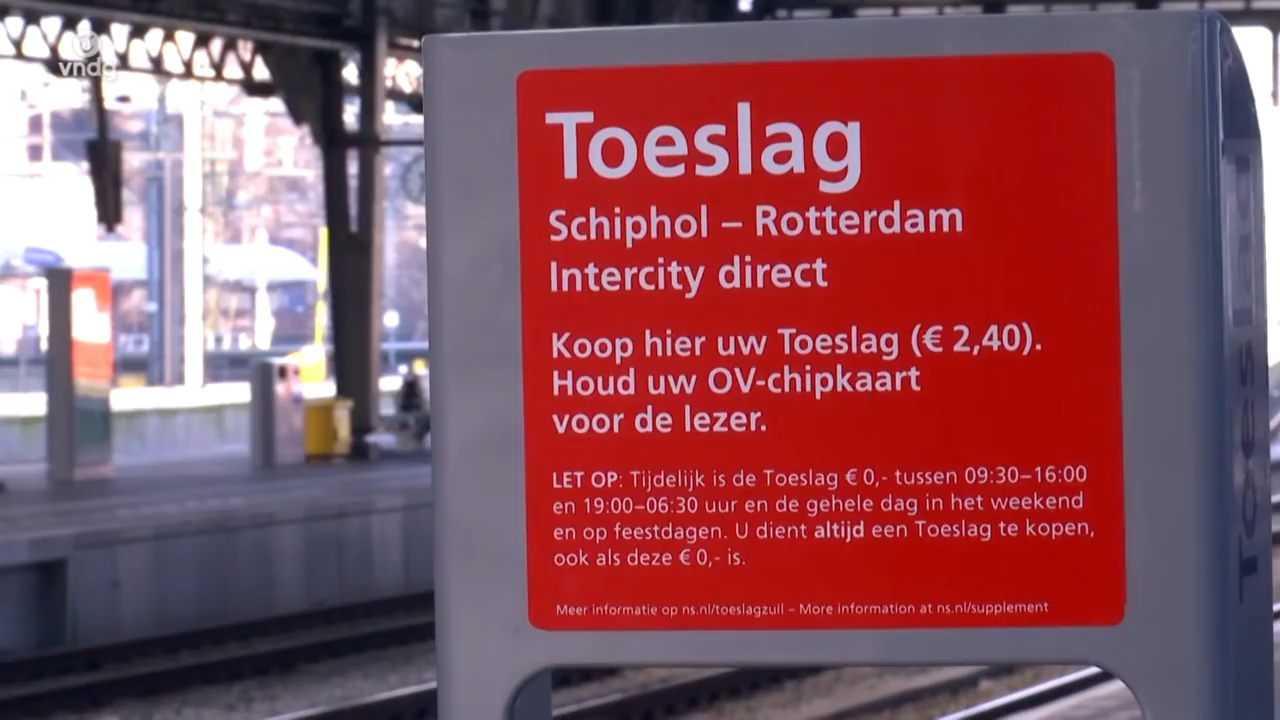 vndg
Toeslag
Schiphol – Rotterdam
Intercity direct
Koop hier uw Toeslag (€ 2,40).
Houd uw OV-chipkaart
voor de lezer.
LET OP: Tijdelijk is de Toeslag € 0,- tussen 09:30–16:00
en 19:00–06:30 uur en de gehele dag in het weekend
en op feestdagen. U dient altijd een Toeslag te kopen,
ook als deze € 0,- is.
Meer informatie op ns.nl/toeslagzuil – More information at ns.nl/supplement
Toeslag